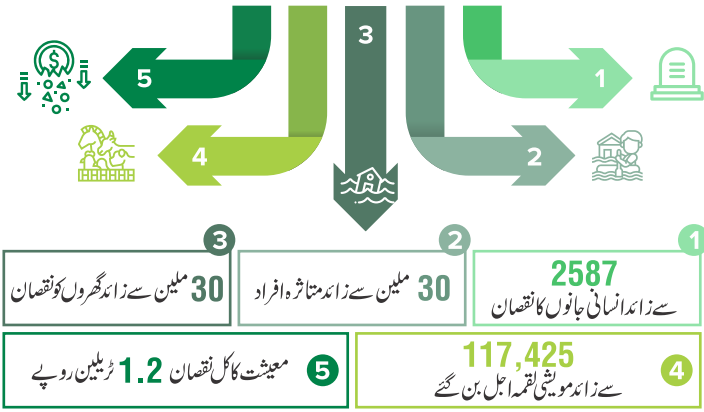 3
5
1
4
2
1
2587
سے زائد انسانی جانوں کا نقصان
2
30 ملین سے زائد متاثرہ افراد
3
30 ملین سے زائد گھروں کو نقصان
4
117,425
سے زائد مویشی لقمہ اجل بن گئے
5
معیشت کا کل نقصان 1.2 ٹریلین روپے